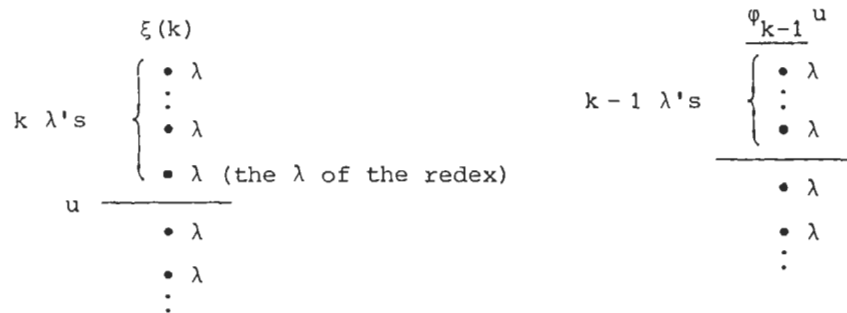 ξ(k)
λ
k λ's
λ
λ (the λ of the redex)
u
λ
λ
φ_{k-1} u
λ
k - 1 λ's
λ
λ
λ